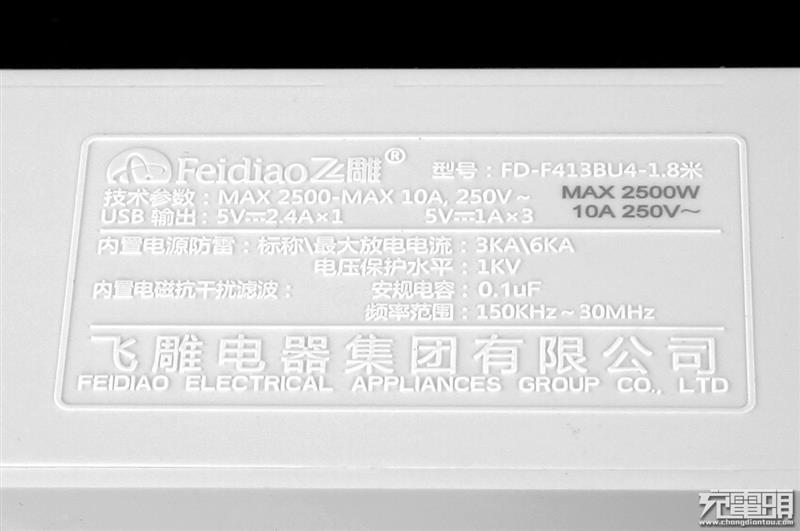 Feidiao飞雕® 型号：FD-F413BU4-1.8米
技术参数：MAX 2500-MAX 10A, 250V～ MAX 2500W
USB 输出：5V⎓2.4A×1 5V⎓1A×3 10A 250V～
内置电源防雷：标称\最大放电电流：3KA\6KA
电压保护水平：1KV
内置电磁抗干扰滤波： 安规电容：0.1uF
频率范围：150KHz～30MHz
飞雕电器集团有限公司
FEIDIAO ELECTRICAL APPLIANCES GROUP CO., LTD
充電頭
www.chongdiantou.com